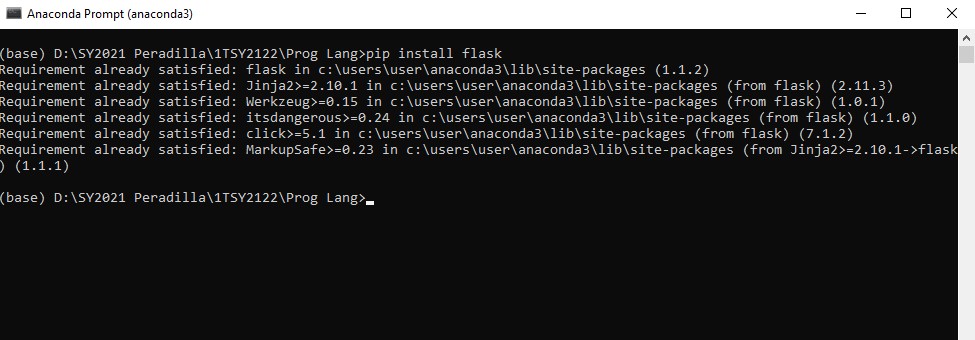 Anaconda Prompt (anaconda3)
(base) D:\SY2021 Peradilla\1TSY2122\Prog Lang>pip install flask
Requirement already satisfied: flask in c:\users\user\anaconda3\lib\site-packages (1.1.2)
Requirement already satisfied: Jinja2>=2.10.1 in c:\users\user\anaconda3\lib\site-packages (from flask) (2.11.3)
Requirement already satisfied: Werkzeug>=0.15 in c:\users\user\anaconda3\lib\site-packages (from flask) (1.0.1)
Requirement already satisfied: itsdangerous>=0.24 in c:\users\user\anaconda3\lib\site-packages (from flask) (1.1.0)
Requirement already satisfied: click>=5.1 in c:\users\user\anaconda3\lib\site-packages (from flask) (7.1.2)
Requirement already satisfied: MarkupSafe>=0.23 in c:\users\user\anaconda3\lib\site-packages (from Jinja2>=2.10.1->flask
) (1.1.1)
(base) D:\SY2021 Peradilla\1TSY2122\Prog Lang>